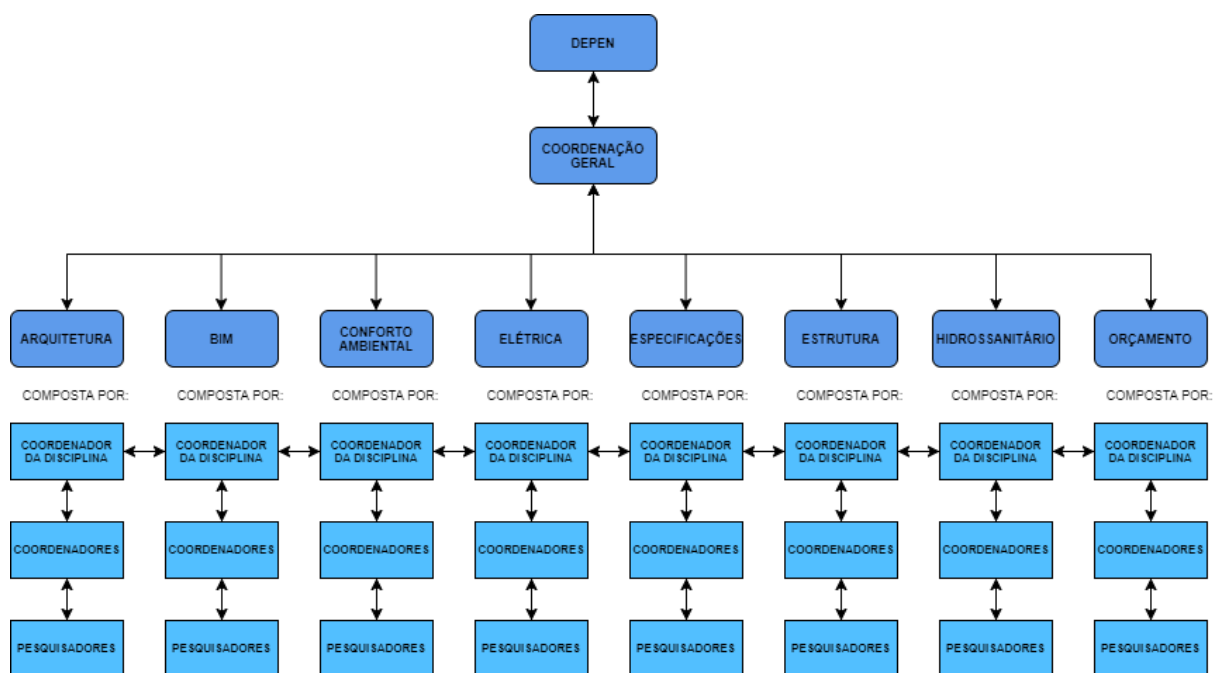 DEPEN
COORDENAÇÃO
GERAL
ARQUITETURA
BIM
CONFORTO
AMBIENTAL
ELÉTRICA
ESPECIFICAÇÕES
ESTRUTURA
HIDROSSANITÁRIO
ORÇAMENTO
COMPOSTA POR:
COMPOSTA POR:
COMPOSTA POR:
COMPOSTA POR:
COMPOSTA POR:
COMPOSTA POR:
COMPOSTA POR:
COMPOSTA POR:
COORDENADOR
DA DISCIPLINA
COORDENADOR
DA DISCIPLINA
COORDENADOR
DA DISCIPLINA
COORDENADOR
DA DISCIPLINA
COORDENADOR
DA DISCIPLINA
COORDENADOR
DA DISCIPLINA
COORDENADOR
DA DISCIPLINA
COORDENADOR
DA DISCIPLINA
COORDENADORES
COORDENADORES
COORDENADORES
COORDENADORES
COORDENADORES
COORDENADORES
COORDENADORES
COORDENADORES
PESQUISADORES
PESQUISADORES
PESQUISADORES
PESQUISADORES
PESQUISADORES
PESQUISADORES
PESQUISADORES
PESQUISADORES